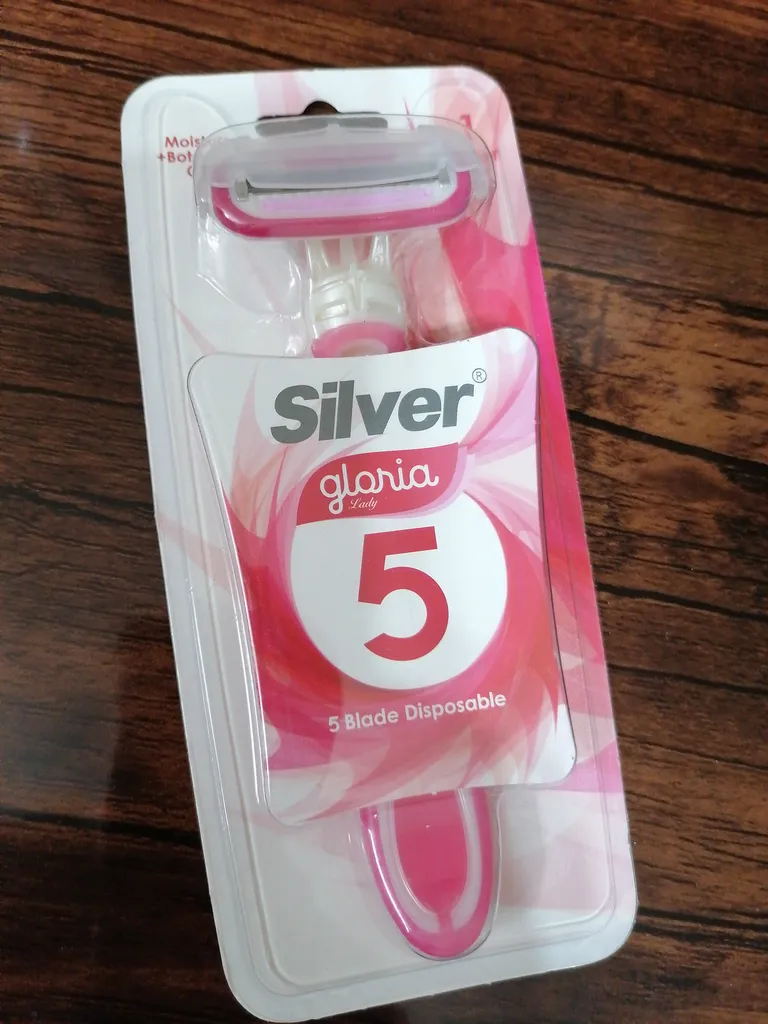 +
Silver®
gloria
Lady
5
5 Blade Disposable